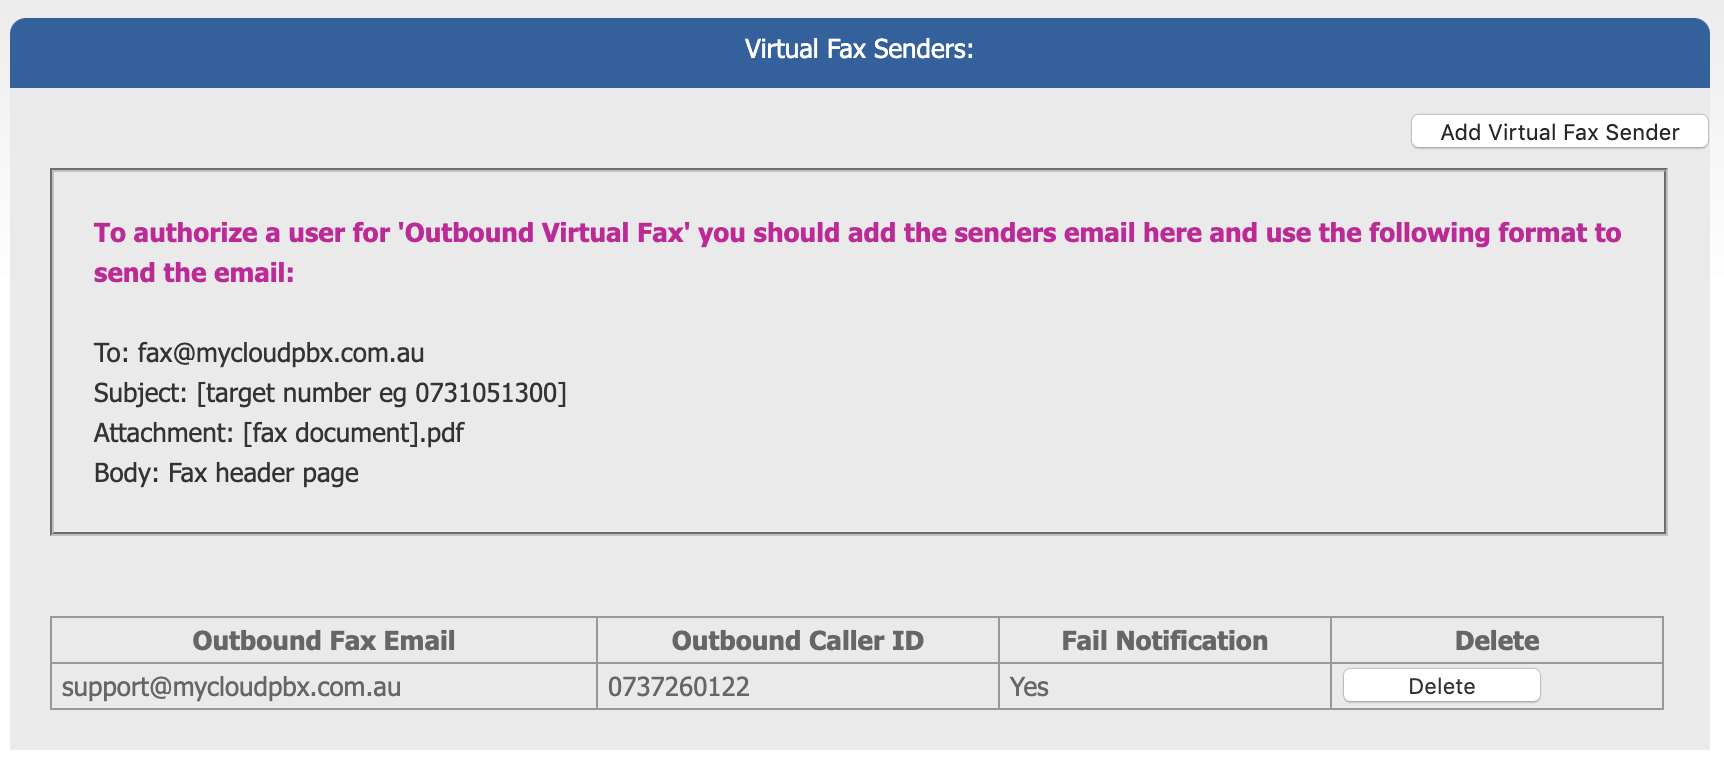 Virtual Fax Senders:
Add Virtual Fax Sender
To authorize a user for 'Outbound Virtual Fax' you should add the senders email here and use the following format to
send the email:
To: fax@mycloudpbx.com.au
Subject: [target number eg 0731051300]
Attachment: [fax document].pdf
Body: Fax header page
Outbound Fax Email Outbound Caller ID Fail Notification Delete
support@mycloudpbx.com.au 0737260122 Yes Delete